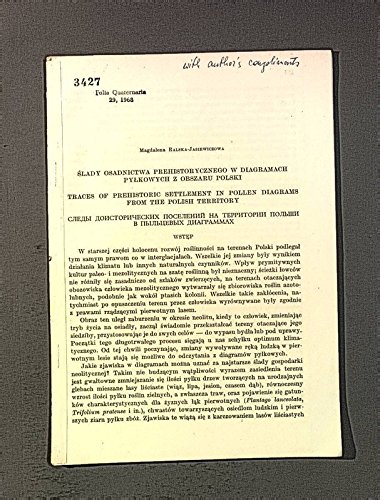 with author's compliments
3427
Folia Quaternaria
29, 1968
Magdalena RALSKA-JASIEWICZOWA
ŚLADY OSADNICTWA PREHISTORYCZNEGO W DIAGRAMACH
PYŁKOWYCH Z OBSZARU POLSKI
TRACES OF PREHISTORIC SETTLEMENT IN POLLEN DIAGRAMS
FROM THE POLISH TERRITORY
СЛЕДЫ ДОИСТОРИЧЕСКИХ ПОСЕЛЕНИЙ НА ТЕРРИТОРИИ ПОЛЬШИ
В ПЫЛЬЦЕВЫХ ДИАГРАММАХ
WSTĘP
W starszej części holocenu rozwój roślinności na terenach Polski podlegał
tym samym prawom co w interglacjałach. Wszelkie jej zmiany były wynikiem
działania klimatu lub innych naturalnych czynników. Wpływ prymitywnych
kultur paleo- i mezolitycznych na szatę roślinną był nieznaczny; ścieżki łowców
nie różniły się zasadniczo od szlaków zwierzęcych, na terenach otaczających
obozowiska człowieka mezolitycznego wytwarzały się zbiorowiska roślin azoto-
lubnych, podobnie jak wokół ptasich kolonii. Wszelkie takie zakłócenia, na-
tychmiast po opuszczeniu terenu przez człowieka wyrównywane były zgodnie
z prawami rządzącymi pierwotnym lasem.
Obraz ten uległ zaburzeniu w okresie neolitu, kiedy to człowiek, zmieniając
tryb życia na osiadły, zaczął świadomie przekształcać tereny otaczające jego
siedziby, przystosowując je do swych celów — do wypasu bydła lub pod uprawy.
Początki tego długotrwałego procesu sięgają u nas schyłku optimum klima-
tycznego. Od tej chwili poczynając, zmiany wywoływane ręką ludzką w pier-
wotnym lesie stają się możliwe do odczytania z diagramów pyłkowych.
Jakie zjawiska w diagramach można uznać za najstarsze ślady gospodarki
neolitycznej? Takim nie budzącym wątpliwości wyrazem zasiedlenia terenu
jest gwałtowne zmniejszanie się ilości pyłku drzew tworzących na urodzajnych
glebach mieszane lasy liściaste (wiąz, lipa, jesion, czasem dąb), równoczesny
wzrost ilości pyłku roślin zielnych, a zwłaszcza traw, oraz pojawienie się gatun-
ków charakterystycznych dla żyznych łąk pierwotnych (Plantago lanceolata,
Trifolium pratense i in.), chwastów towarzyszących osiedlom ludzkim i pierw-
szych ziarn pyłku zbóż. Zjawiska te wiążą się z karczowaniem lasów liściastych